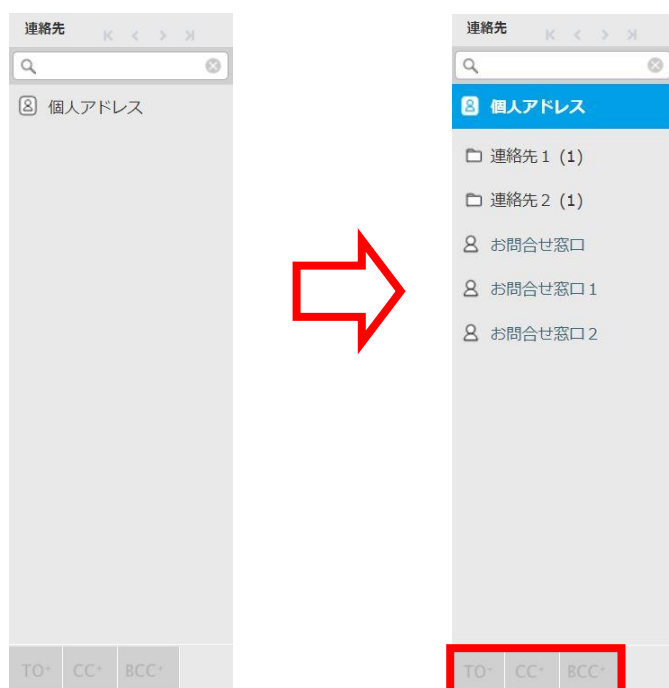 連絡先
個人アドレス
TO+ CC+ BCC+
連絡先
個人アドレス
連絡先１ (1)
連絡先２ (1)
お問合せ窓口
お問合せ窓口１
お問合せ窓口２
TO+ CC+ BCC+